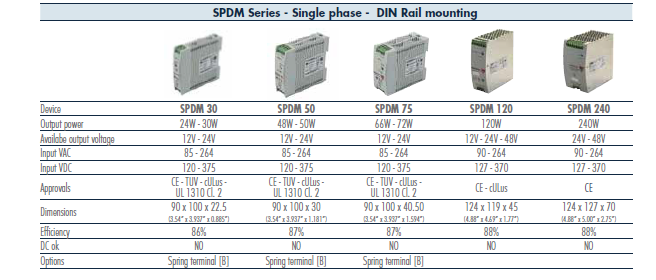 SPDM Series - Single phase - DIN Rail mounting
Device SPDM 30 SPDM 50 SPDM 75 SPDM 120 SPDM 240
Output power 24W - 30W 48W - 50W 66W - 72W 120W 240W
Availabe output voltage 12V - 24V 12V - 24V 12V - 24V 12V - 24V - 48V 24V - 48V
Input VAC 85 - 264 85 - 264 85 - 264 90 - 264 90 - 264
Input VDC 120 - 375 120 - 375 120 - 375 127 - 370 127 - 370
Approvals CE - TUV - cULus - UL 1310 CL 2 CE - TUV - cULus - UL 1310 CL 2 CE - TUV - cULus - UL 1310 CL 2 CE - cULus CE
Dimensions 90 x 100 x 22.5 90 x 100 x 30 90 x 100 x 40.50 124 x 119 x 45 124 x 127 x 70
(3.54" x 3.937" x 0.885") (3.54" x 3.937" x 1.181") (3.54" x 3.937" x 1.594") (4.88" x 4.69" x 1.77") (4.88" x 5.00" x 2.75")
Efficiency 86% 87% 87% 88% 88%
DC ok NO NO NO NO NO
Options Spring terminal [B] Spring terminal [B] Spring terminal [B]